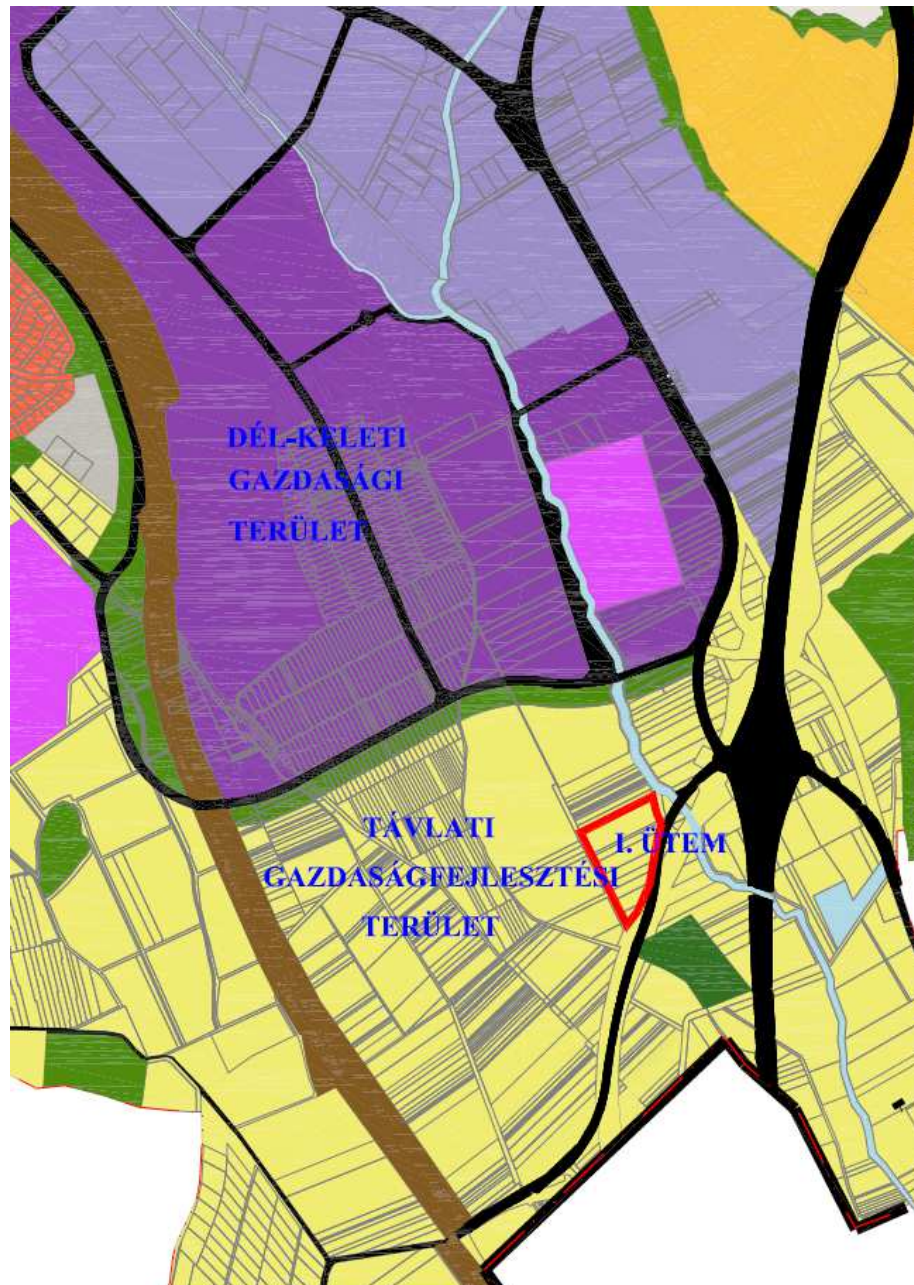 DÉL-KELETI
GAZDASÁGI
TERÜLET
TÁVLATI
GAZDASÁGFEJLESZTÉSI
TERÜLET
I. ÜTEM